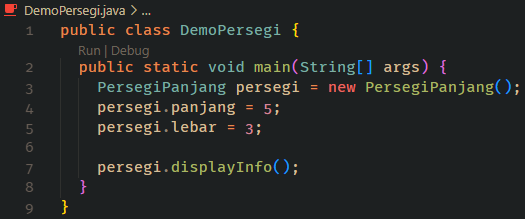 DemoPersegi.java > ...
1 public class DemoPersegi {
Run | Debug
2 public static void main(String[] args) {
3 PersegiPanjang persegi = new PersegiPanjang();
4 persegi.panjang = 5;
5 persegi.lebar = 3;
6
7 persegi.displayInfo();
8 }
9 }